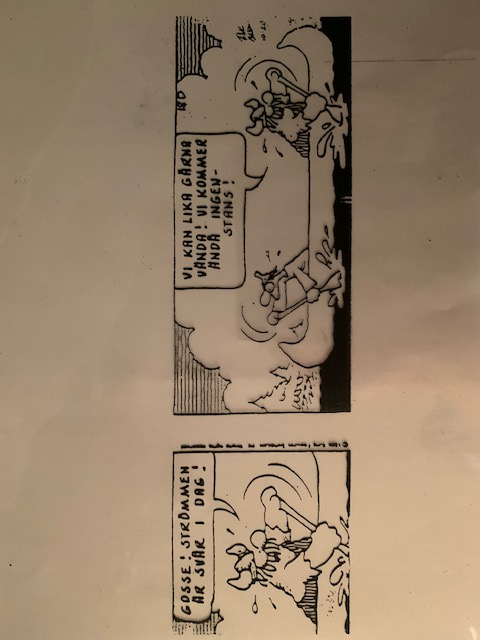 GOSSE! STRÖMMEN
ÄR SVÅR I DAG!
VI KAN LIKA GÄRNA
VÄNDA! VI KOMMER
ÄNDÅ INGEN-
STANS!